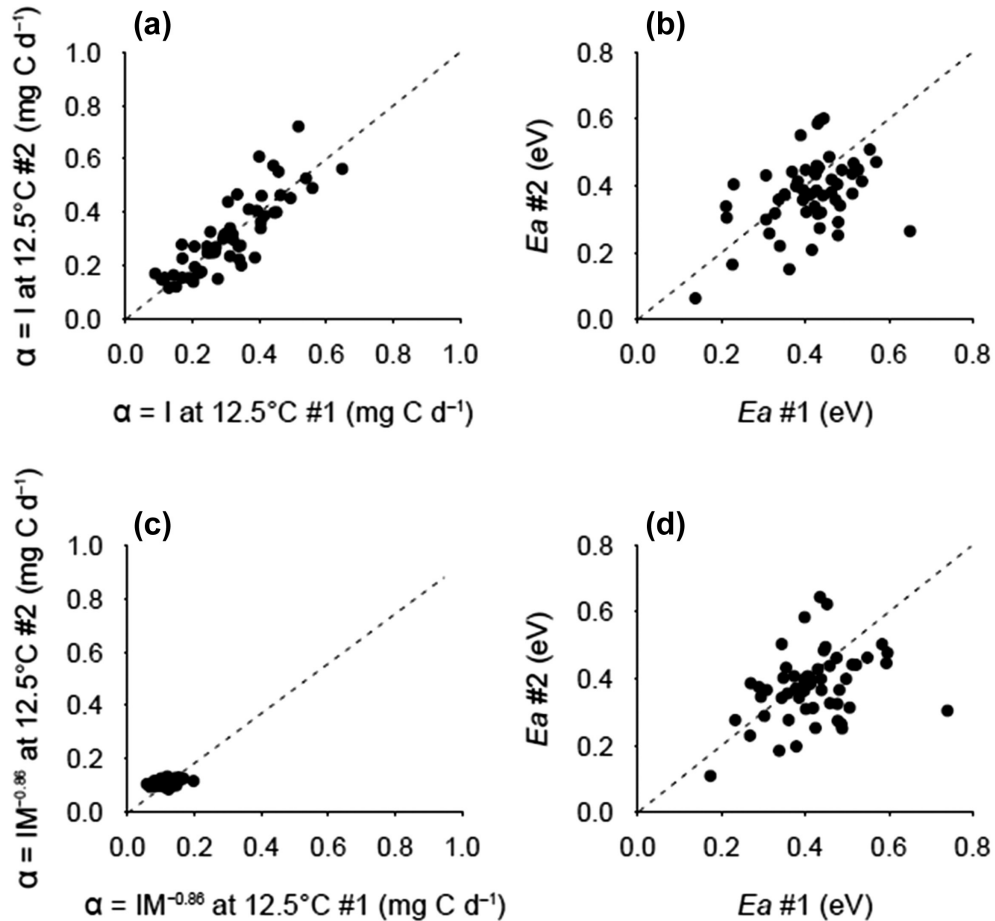 (a)
α = I at 12.5°C #2 (mg C d⁻¹)
1.0
0.8
0.6
0.4
0.2
0.0
0.0 0.2 0.4 0.6 0.8 1.0
α = I at 12.5°C #1 (mg C d⁻¹)
(b)
Ea #2 (eV)
0.8
0.6
0.4
0.2
0.0
0.0 0.2 0.4 0.6 0.8
Ea #1 (eV)
(c)
α = IM⁻⁰·⁸⁶ at 12.5°C #2 (mg C d⁻¹)
1.0
0.8
0.6
0.4
0.2
0.0
0.0 0.2 0.4 0.6 0.8 1.0
α = IM⁻⁰·⁸⁶ at 12.5°C #1 (mg C d⁻¹)
(d)
Ea #2 (eV)
0.8
0.6
0.4
0.2
0.0
0.0 0.2 0.4 0.6 0.8
Ea #1 (eV)